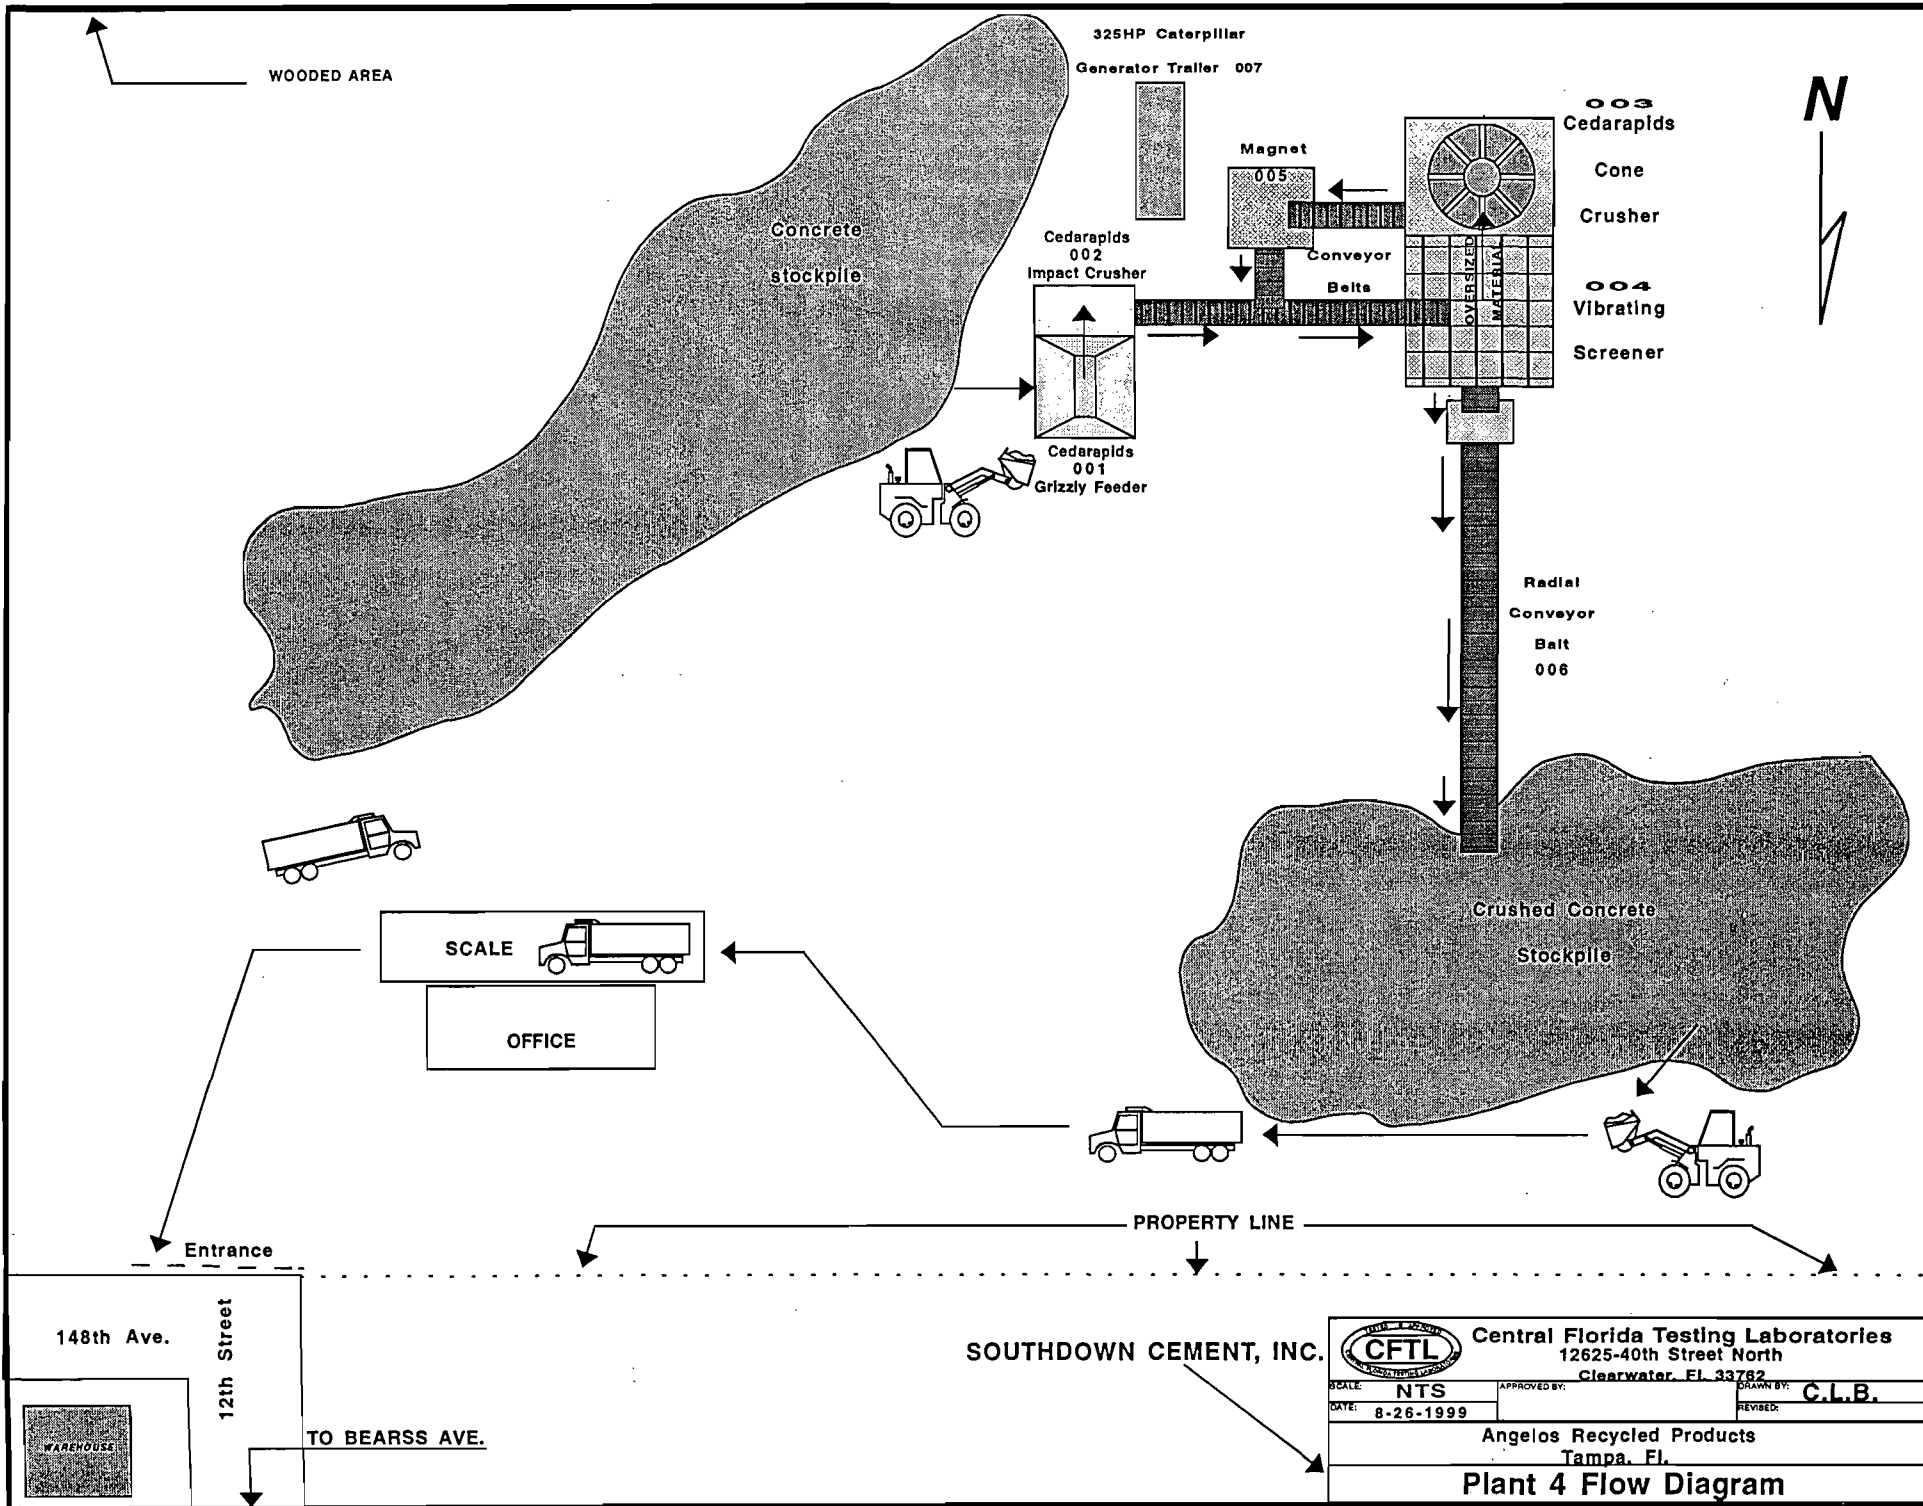 WOODED AREA
325HP Caterpillar
Generator Trailer 007
N
003
Cedarapids
Cone
Crusher
Magnet
005
Concrete
stockpile
Cedarapids
002
Impact Crusher
Conveyor
Belts
OVERSIZED
MATERIAL
004
Vibrating
Screener
Cedarapids
001
Grizzly Feeder
Radial
Conveyor
Balt
006
Crushed Concrete
Stockpile
SCALE
OFFICE
PROPERTY LINE
Entrance
148th Ave.
12th Street
WAREHOUSE
TO BEARSS AVE.
SOUTHDOWN CEMENT, INC.
CFTL
Central Florida Testing Laboratories
12625-40th Street North
Clearwater, Fl. 33762
SCALE: NTS
APPROVED BY:
DRAWN BY: C.L.B.
DATE: 8-26-1999
REVISED:
Angelos Recycled Products
Tampa, Fl.
Plant 4 Flow Diagram